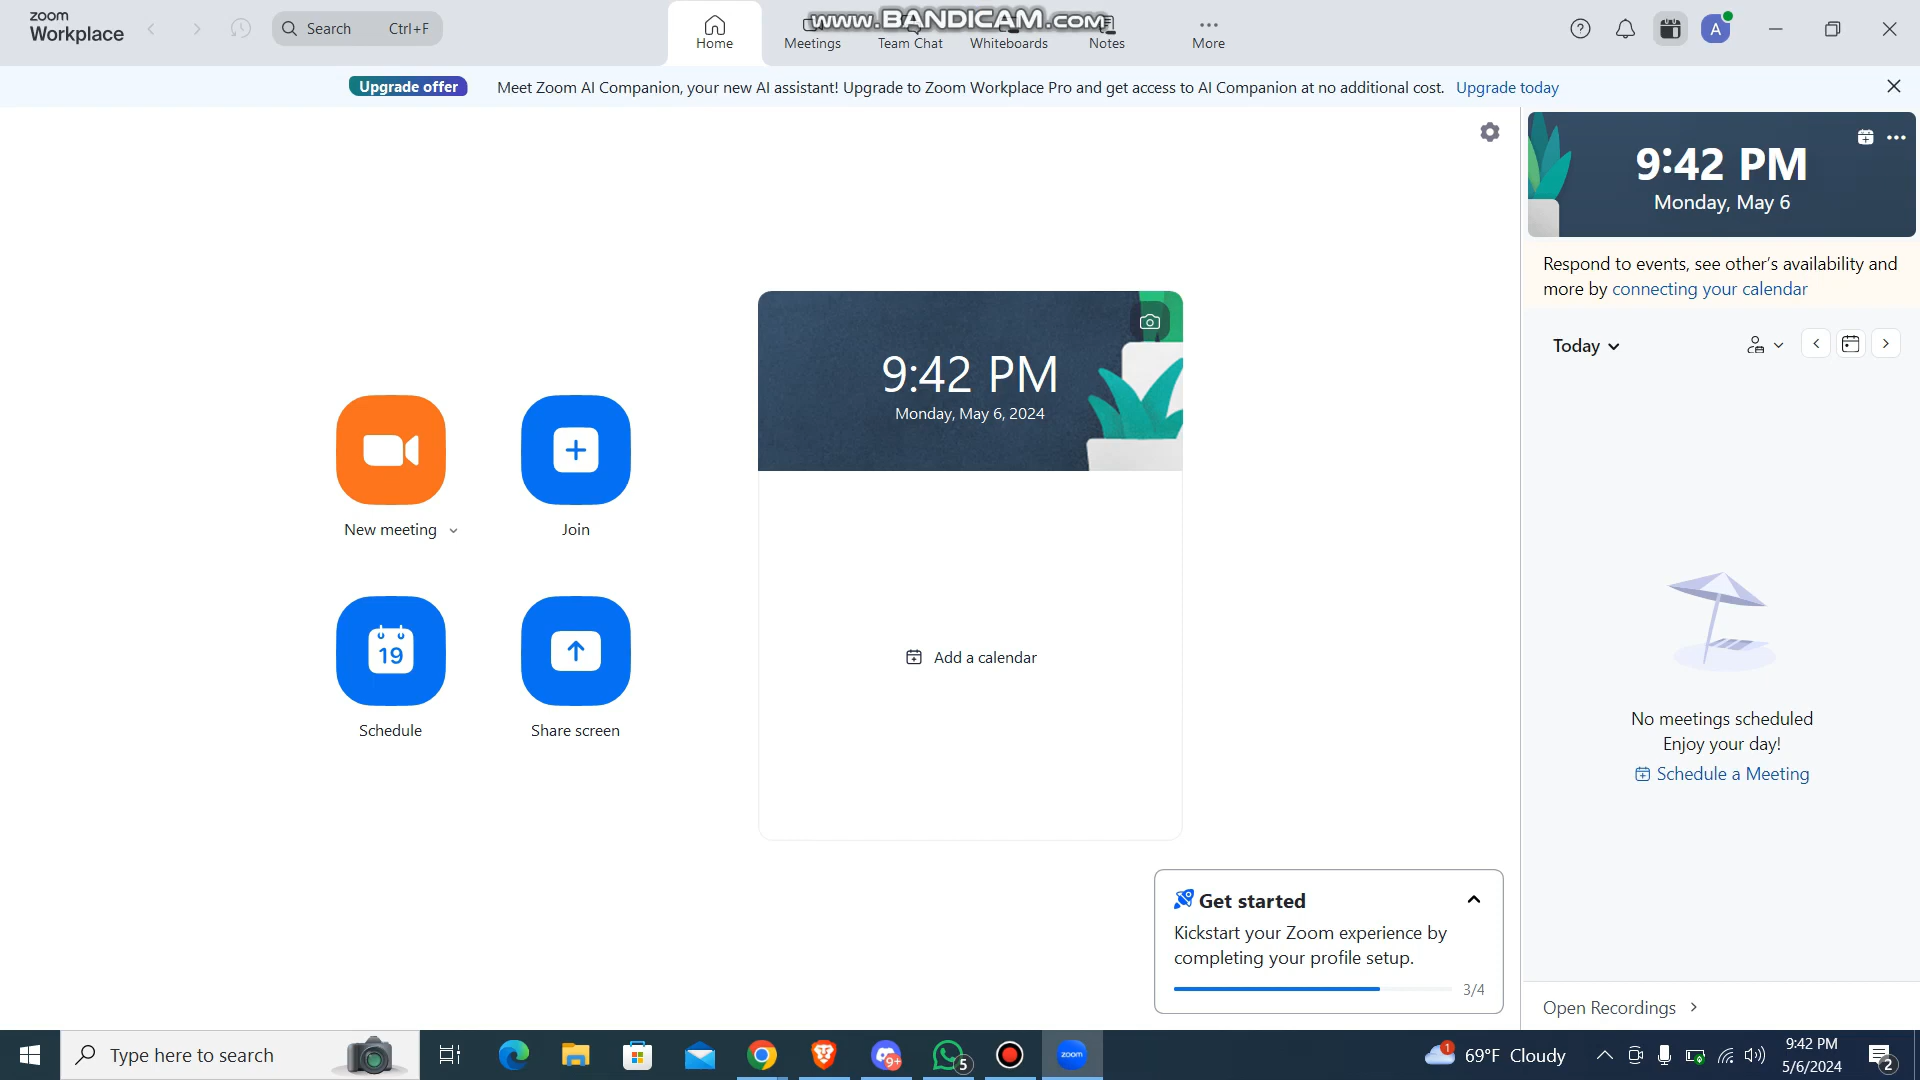 zoom
Workplace
Search Ctrl+F
Home
Meetings
Team Chat
Whiteboards
Notes
More
www.BANDICAM.com
A
Upgrade offer Meet Zoom AI Companion, your new AI assistant! Upgrade to Zoom Workplace Pro and get access to AI Companion at no additional cost. Upgrade today
9:42 PM
Monday, May 6
Respond to events, see other's availability and
more by connecting your calendar
Today
9:42 PM
Monday, May 6, 2024
New meeting
Join
19
Schedule
Share screen
Add a calendar
No meetings scheduled
Enjoy your day!
Schedule a Meeting
Get started
Kickstart your Zoom experience by
completing your profile setup.
3/4
Open Recordings
Type here to search
9+
5
zoom
1
69°F Cloudy
9:42 PM
5/6/2024
2